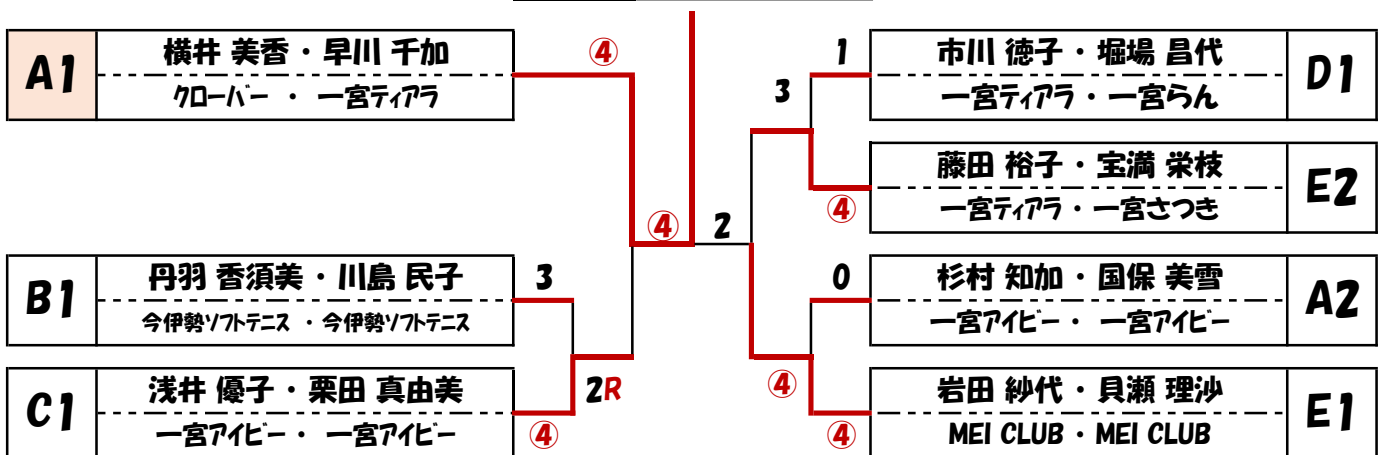 A1
横井 美香・早川 千加
クローバー ・ 一宮ティアラ
④
B1
丹羽 香須美・川島 民子
今伊勢ソフトテニス ・今伊勢ソフトテニス
3
C1
浅井 優子・栗田 真由美
一宮アイビー・ 一宮アイビー
④
2R
④
2
1
市川 徳子・堀場 昌代
一宮ティアラ・一宮らん
D1
3
藤田 裕子・宝満 栄枝
一宮ティアラ・一宮さつき
E2
④
0
杉村 知加・国保 美雪
一宮アイビー・ 一宮アイビー
A2
④
岩田 紗代・貝瀬 理沙
MEI CLUB・MEI CLUB
E1
④